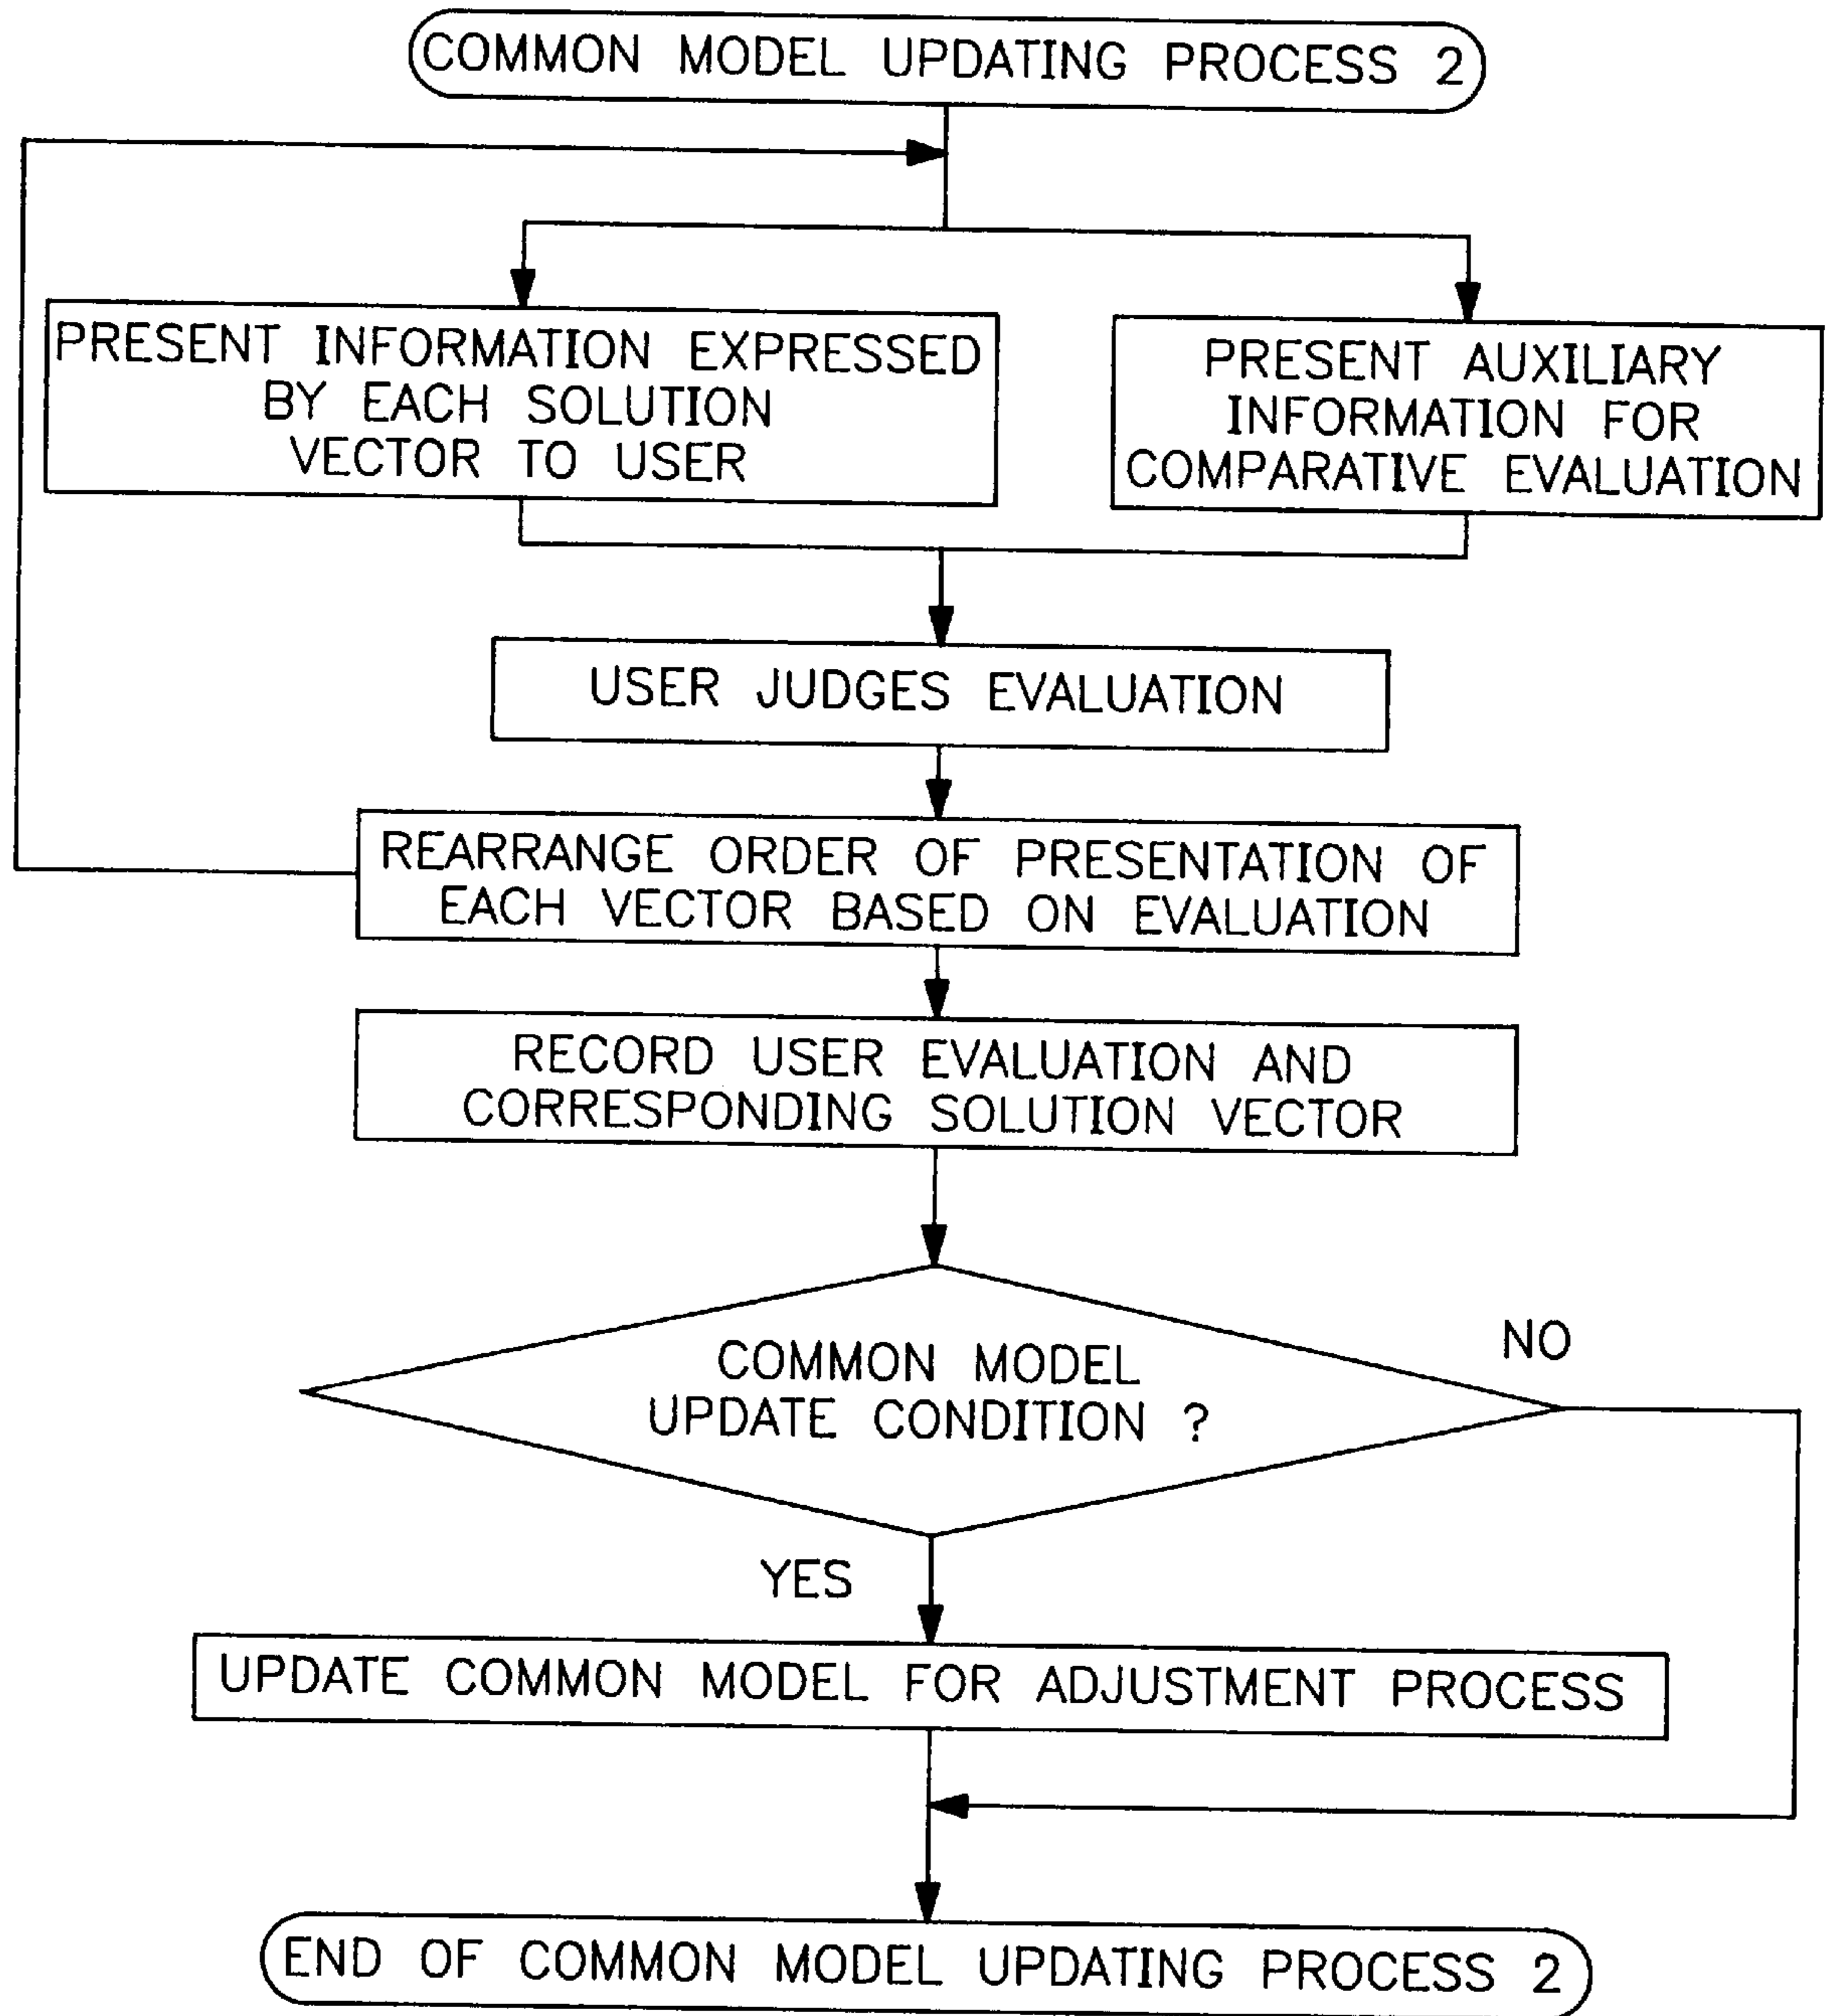 COMMON MODEL UPDATING PROCESS 2
PRESENT INFORMATION EXPRESSED
BY EACH SOLUTION
VECTOR TO USER
PRESENT AUXILIARY
INFORMATION FOR
COMPARATIVE EVALUATION
USER JUDGES EVALUATION
REARRANGE ORDER OF PRESENTATION OF
EACH VECTOR BASED ON EVALUATION
RECORD USER EVALUATION AND
CORRESPONDING SOLUTION VECTOR
COMMON MODEL
UPDATE CONDITION ?
NO
YES
UPDATE COMMON MODEL FOR ADJUSTMENT PROCESS
END OF COMMON MODEL UPDATING PROCESS 2